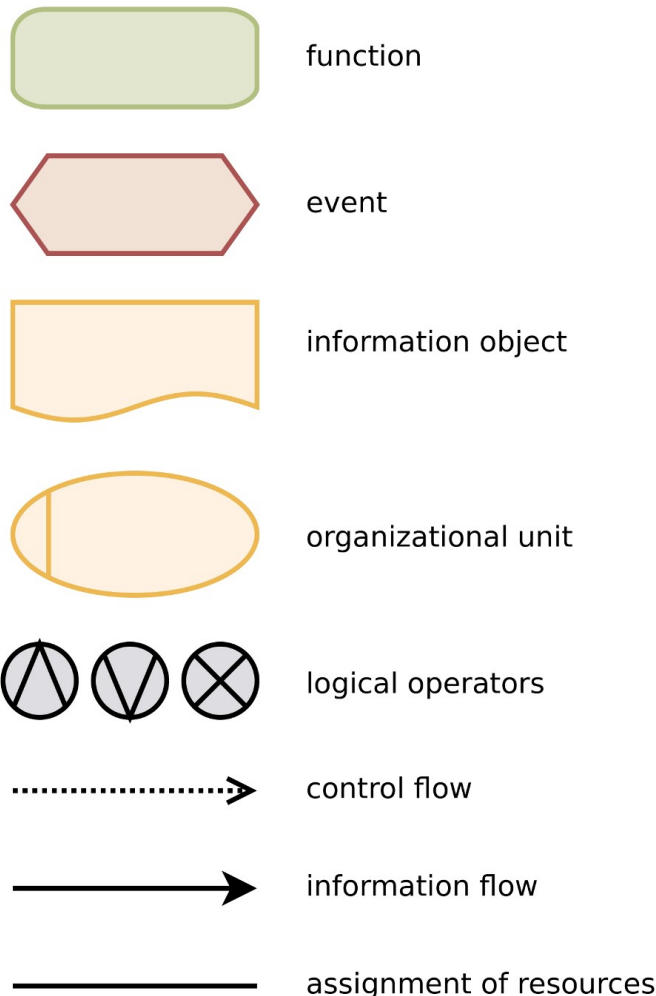 function
event
information object
organizational unit
logical operators
control flow
information flow
assignment of resources